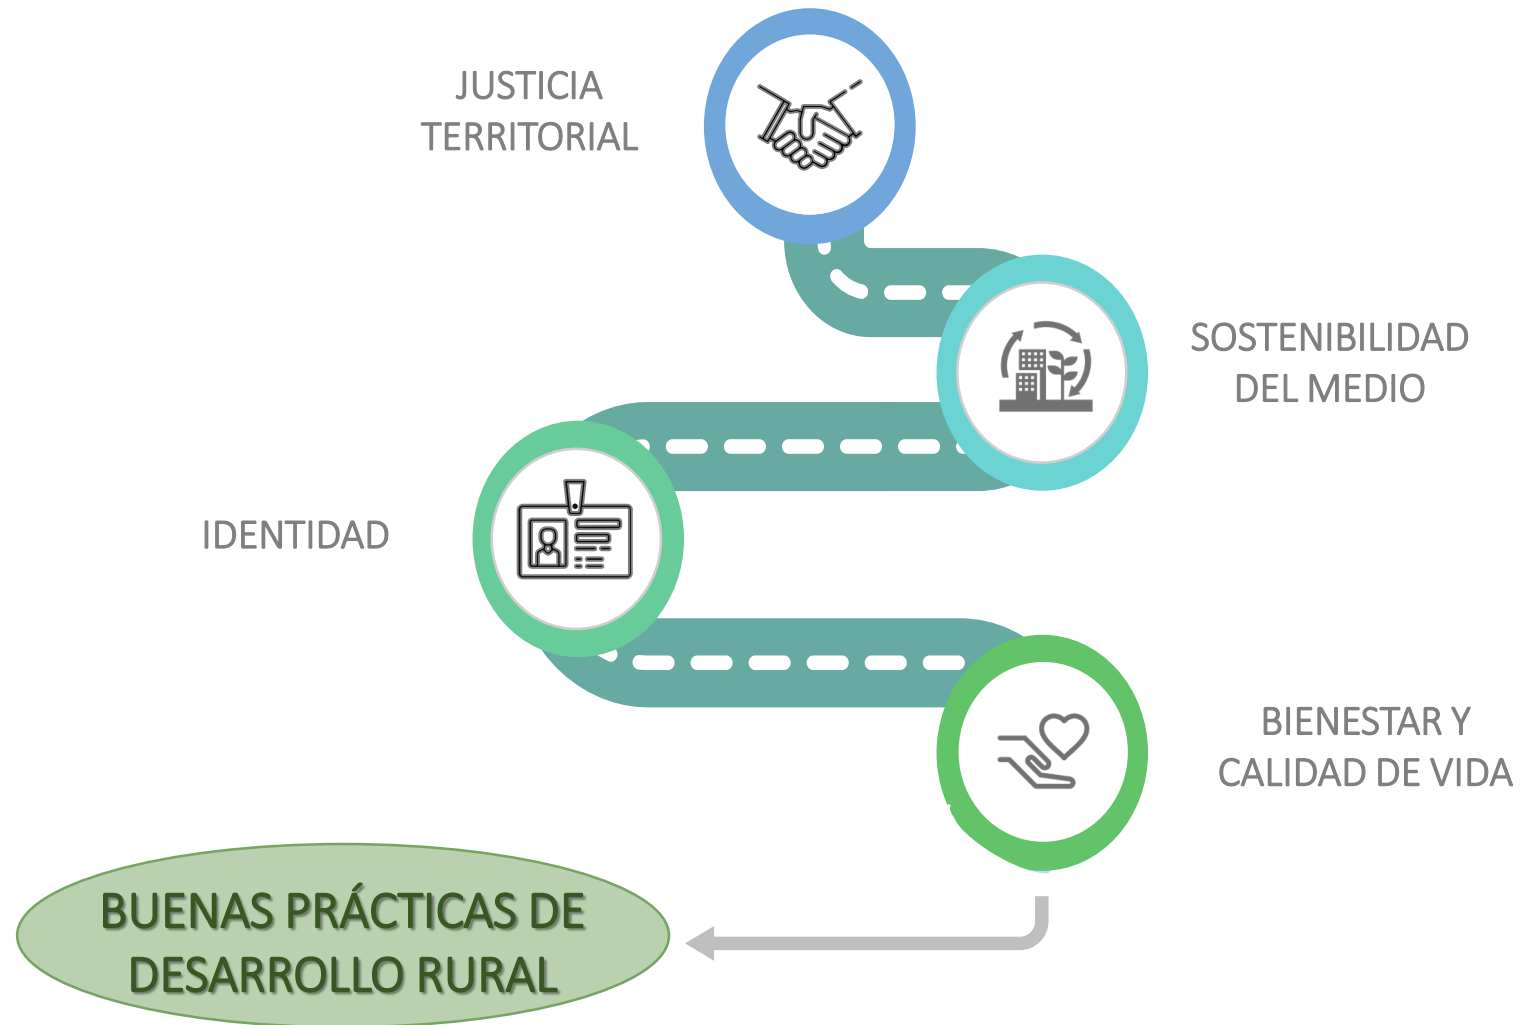 JUSTICIA
TERRITORIAL
SOSTENIBILIDAD
DEL MEDIO
IDENTIDAD
BIENESTAR Y
CALIDAD DE VIDA
BUENAS PRÁCTICAS DE
DESARROLLO RURAL